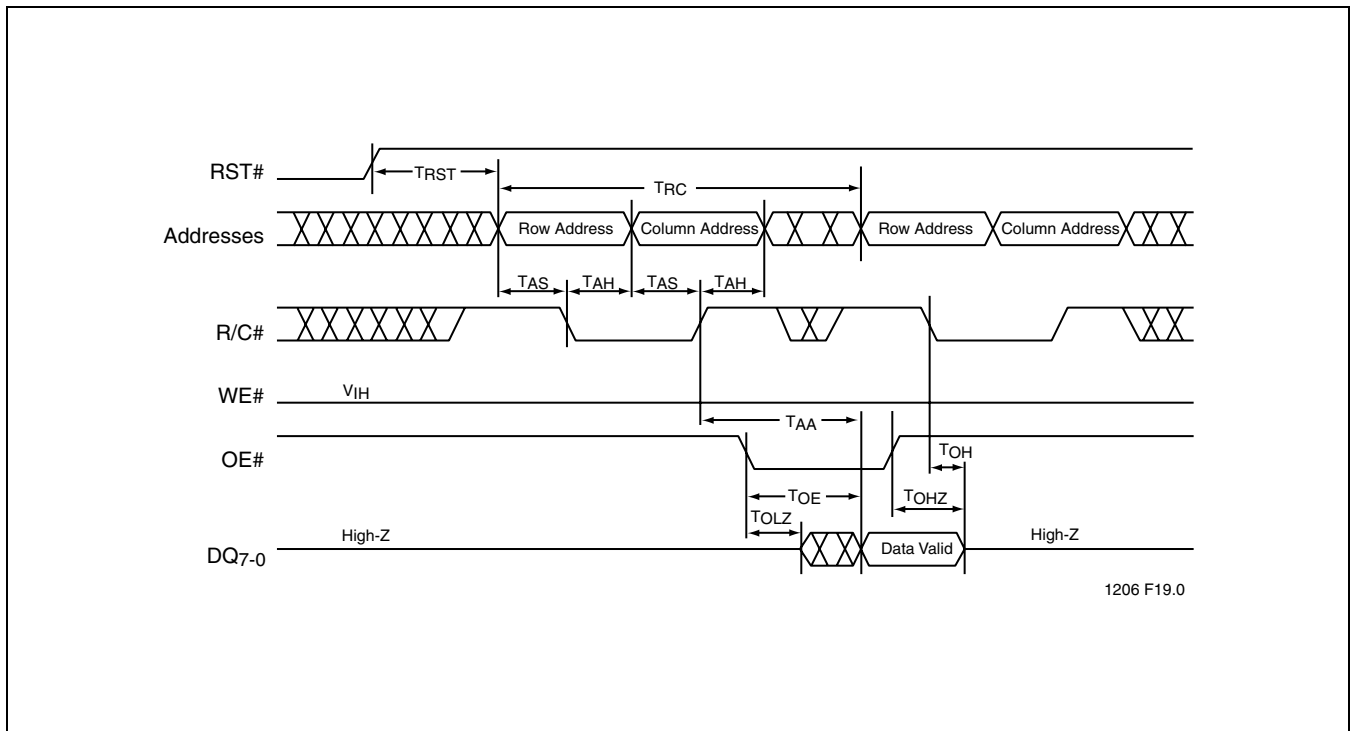 RST#
TRST
TRC
Addresses
Row Address
Column Address
Row Address
Column Address
TAS
TAH
TAS
TAH
R/C#
WE#
VIH
TAA
OE#
TOH
TOE
TOHZ
TOLZ
High-Z
High-Z
DQ7-0
Data Valid
1206 F19.0